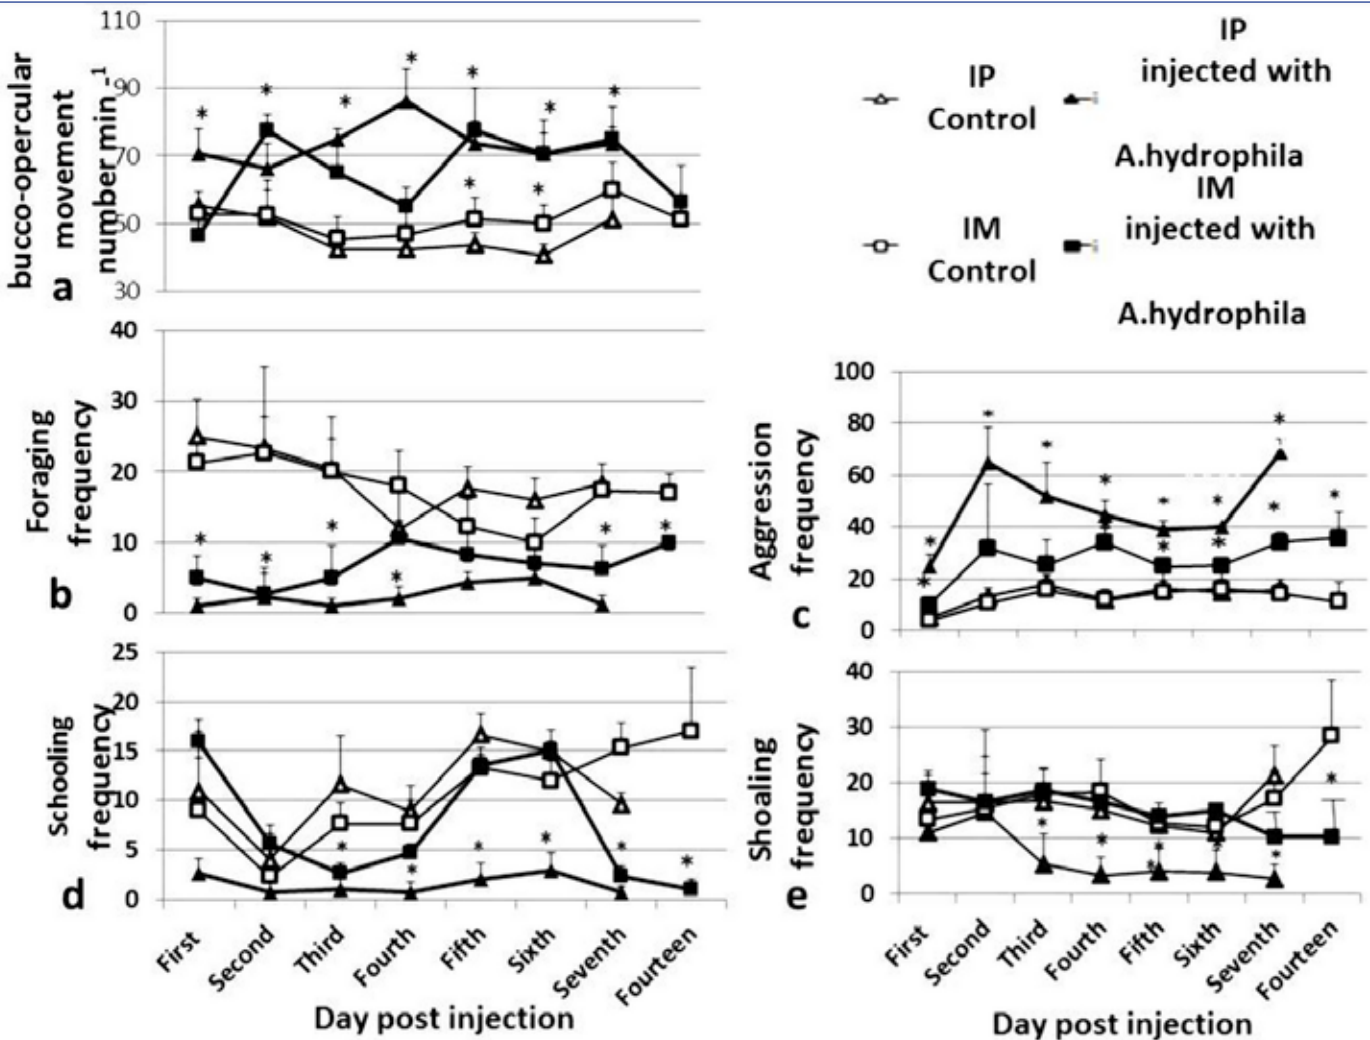 bucco-opercular
movement
number min⁻¹
110
90
70
50
30
a
IP
Control
IP
injected with
A.hydrophila
IM
Control
IM
injected with
A.hydrophila
Foraging
frequency
40
30
20
10
0
b
Aggression
frequency
100
80
60
40
20
0
c
Schooling
frequency
25
20
15
10
5
0
d
First
Second
Third
Fourth
Fifth
Sixth
Seventh
Fourteen
Day post injection
Shoaling
frequency
40
30
20
10
0
e
First
Second
Third
Fourth
Fifth
Sixth
Seventh
Fourteen
Day post injection